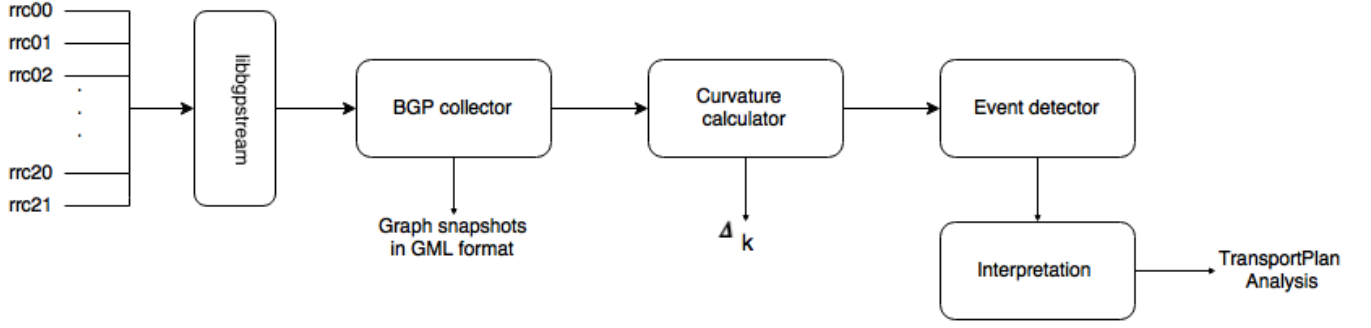 rrc00
rrc01
rrc02
.
.
.
rrc20
rrc21
libbgpstream
BGP collector
Graph snapshots
in GML format
Curvature
calculator
Δ k
Event detector
Interpretation
TransportPlan
Analysis